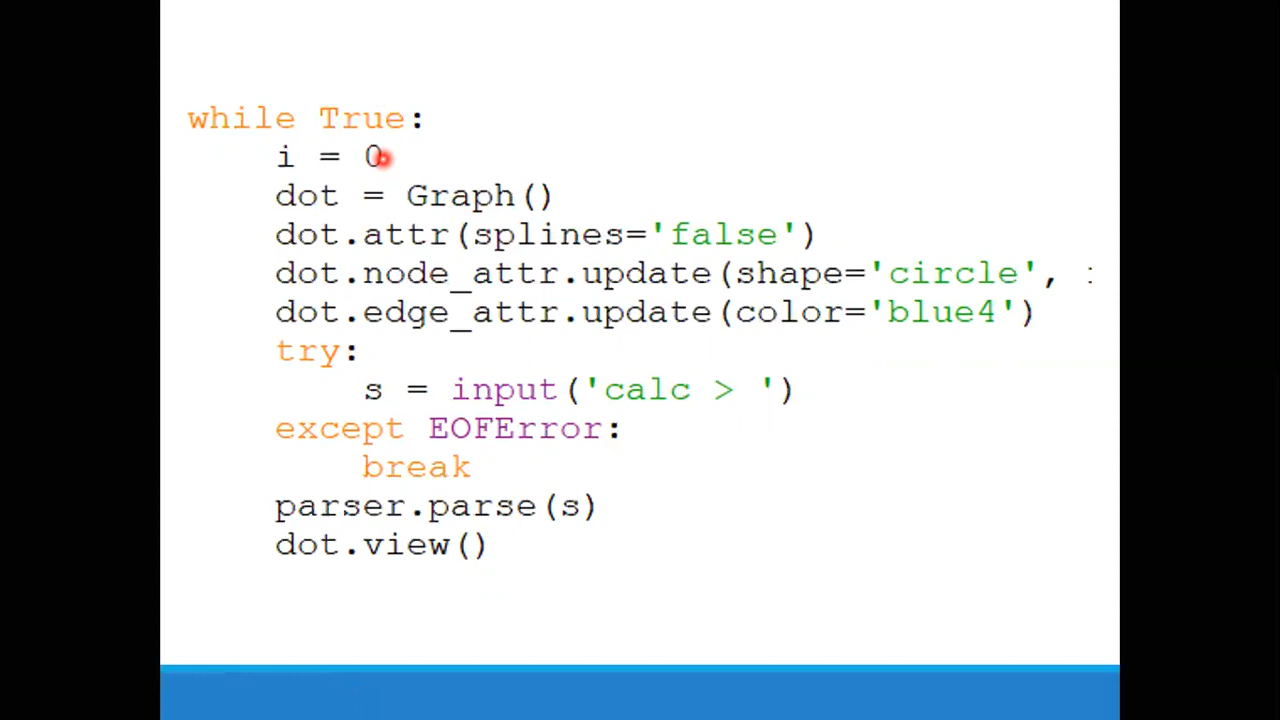 while True:
    i = 0
    dot = Graph()
    dot.attr(splines='false')
    dot.node_attr.update(shape='circle',
    dot.edge_attr.update(color='blue4')
    try:
        s = input('calc > ')
    except EOFError:
        break
    parser.parse(s)
    dot.view()